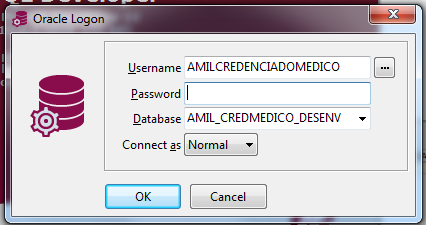 Oracle Logon
Username AMILCREDENCIADOMEDICO ...
Password
Database AMIL_CREDMEDICO_DESENV
Connect as Normal
OK Cancel